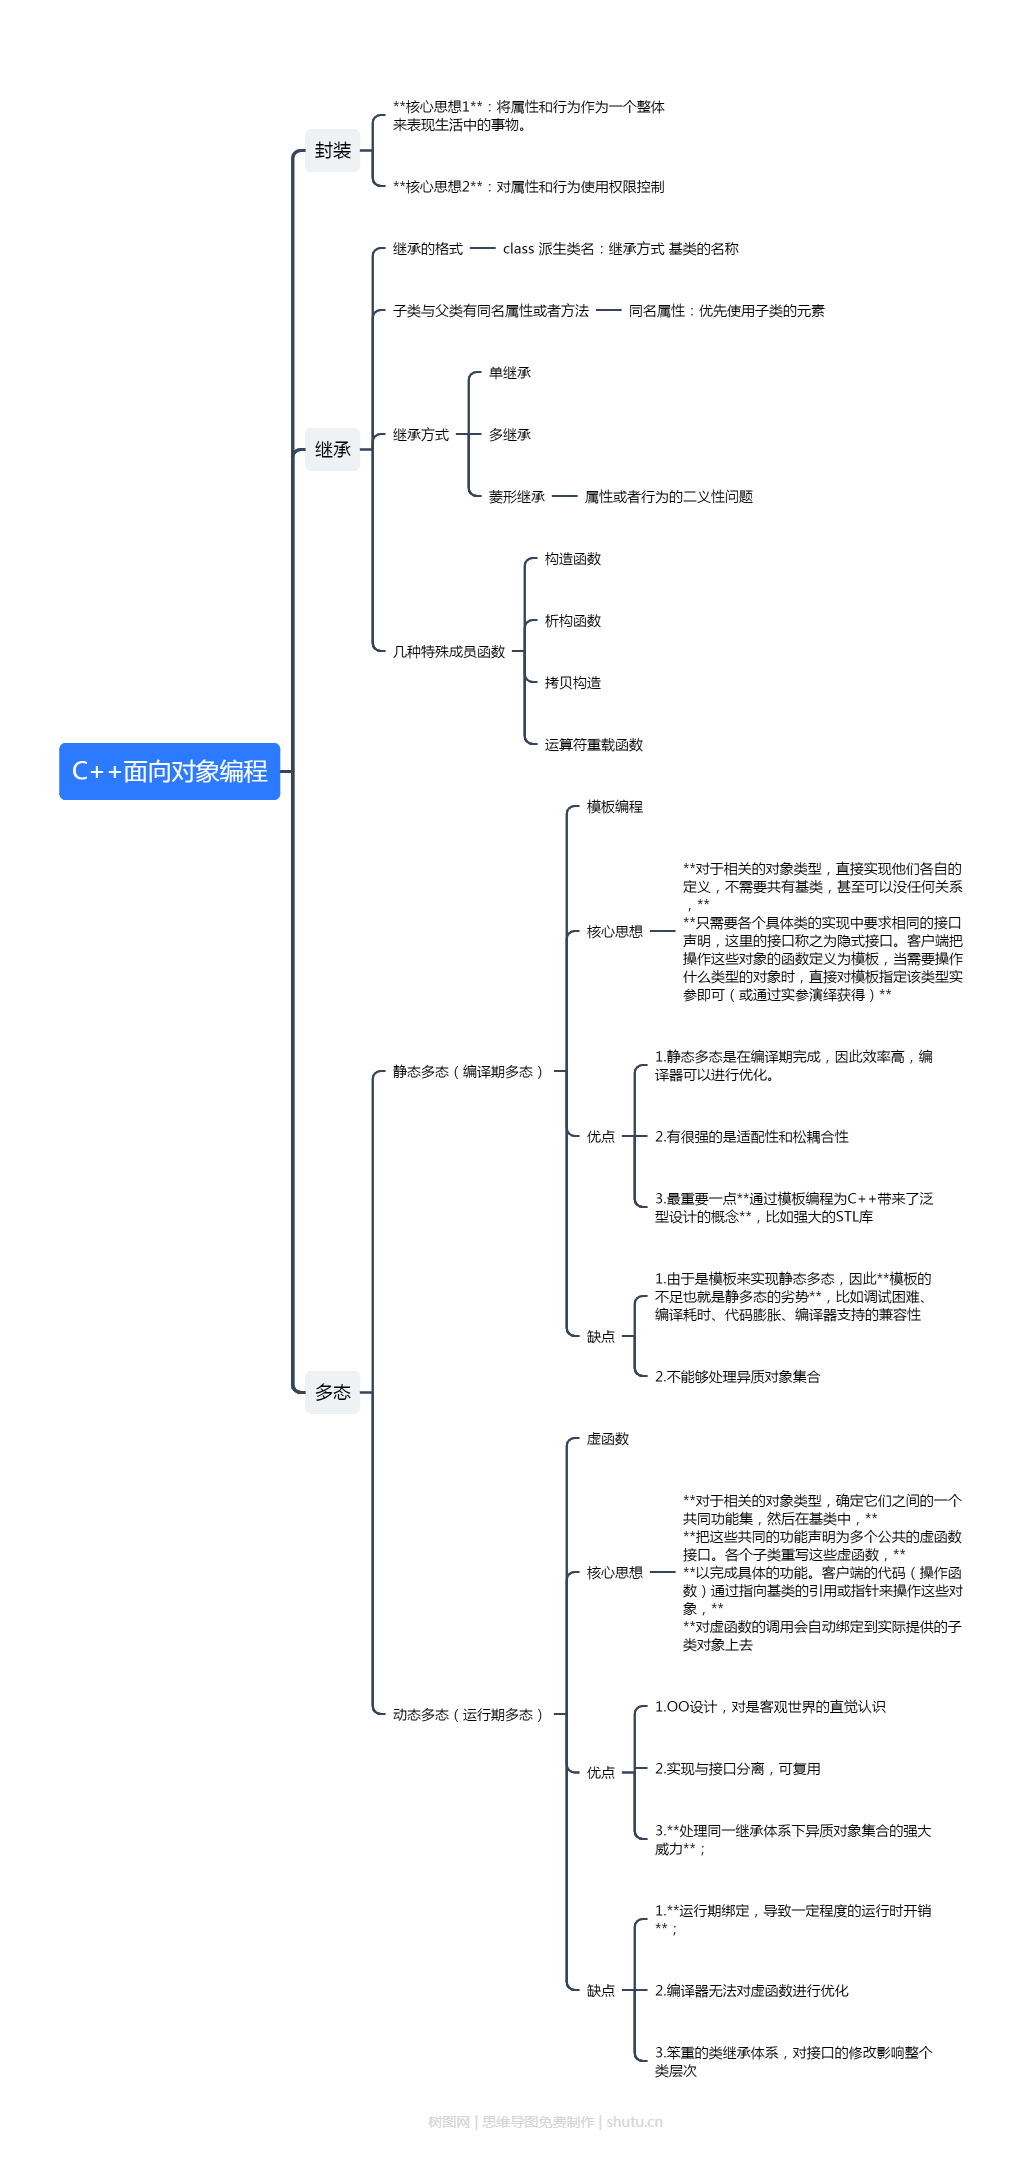 **核心思想1**：将属性和行为作为一个整体
来表现生活中的事物。
封装
**核心思想2**：对属性和行为使用权限控制
继承的格式
class 派生类名：继承方式 基类的名称
子类与父类有同名属性或者方法
同名属性：优先使用子类的元素
单继承
继承方式
多继承
继承
菱形继承
属性或者行为的二义性问题
构造函数
析构函数
几种特殊成员函数
拷贝构造
运算符重载函数
C++面向对象编程
模板编程
**对于相关的对象类型，直接实现他们各自的
定义，不需要共有基类，甚至可以没任何关系
，**
**只需要各个具体类的实现中要求相同的接口
声明，这里的接口称之为隐式接口。客户端把
操作这些对象的函数定义为模板，当需要操作
什么类型的对象时，直接对模板指定该类型实
参即可（或通过实参演绎获得）**
核心思想
静态多态（编译期多态）
1.静态多态是在编译期完成，因此效率高，编
译器可以进行优化。
优点
2.有很强的是适配性和松耦合性
3.最重要一点**通过模板编程为C++带来了泛
型设计的概念**，比如强大的STL库
1.由于是模板来实现静态多态，因此**模板的
不足也就是静多态的劣势**，比如调试困难、
编译耗时、代码膨胀、编译器支持的兼容性
缺点
2.不能够处理异质对象集合
多态
虚函数
**对于相关的对象类型，确定它们之间的一个
共同功能集，然后在基类中，**
**把这些共同的功能声明为多个公共的虚函数
接口。各个子类重写这些虚函数，**
**以完成具体的功能。客户端的代码（操作函
数）通过指向基类的引用或指针来操作这些对
象，**
**对虚函数的调用会自动绑定到实际提供的子
类对象上去
核心思想
动态多态（运行期多态）
1.OO设计，对是客观世界的直觉认识
优点
2.实现与接口分离，可复用
3.**处理同一继承体系下异质对象集合的强大
威力**；
1.**运行期绑定，导致一定程度的运行时开销
**；
缺点
2.编译器无法对虚函数进行优化
3.笨重的类继承体系，对接口的修改影响整个
类层次
树图网 | 思维导图免费制作 | shutu.cn